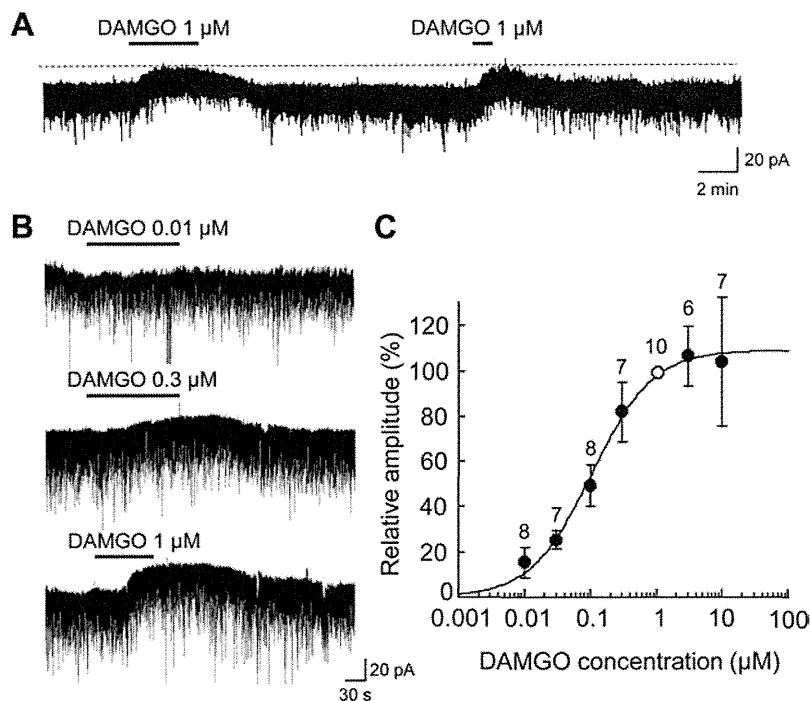 A
DAMGO 1 µM DAMGO 1 µM
20 pA
2 min
B
DAMGO 0.01 µM
DAMGO 0.3 µM
DAMGO 1 µM
20 pA
30 s
C
Relative amplitude (%)
120
100
80
60
40
20
0
8
7
8
7
10
6
7
0.001 0.01 0.1 1 10 100
DAMGO concentration (µM)